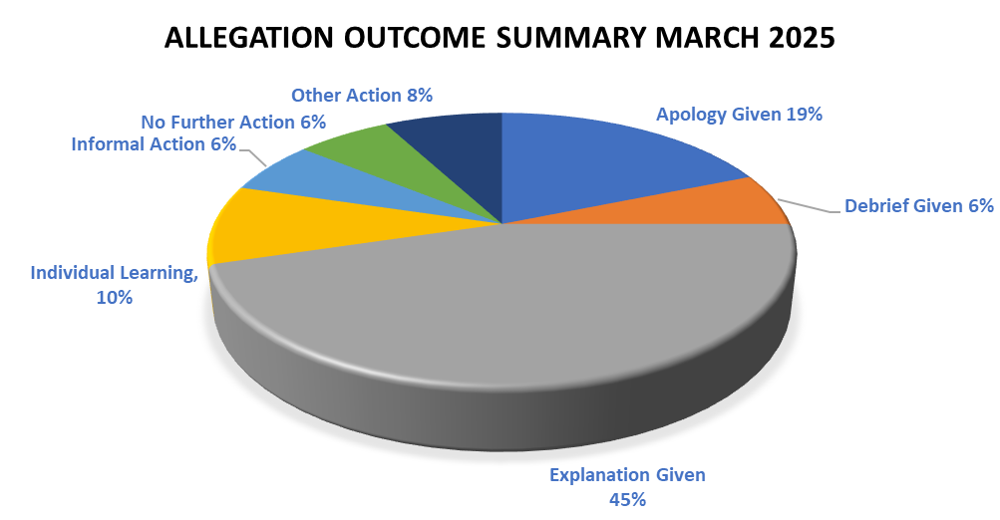 ALLEGATION OUTCOME SUMMARY MARCH 2025
Other Action 8%
Apology Given 19%
No Further Action 6%
Informal Action 6%
Debrief Given 6%
Individual Learning,
10%
Explanation Given
45%